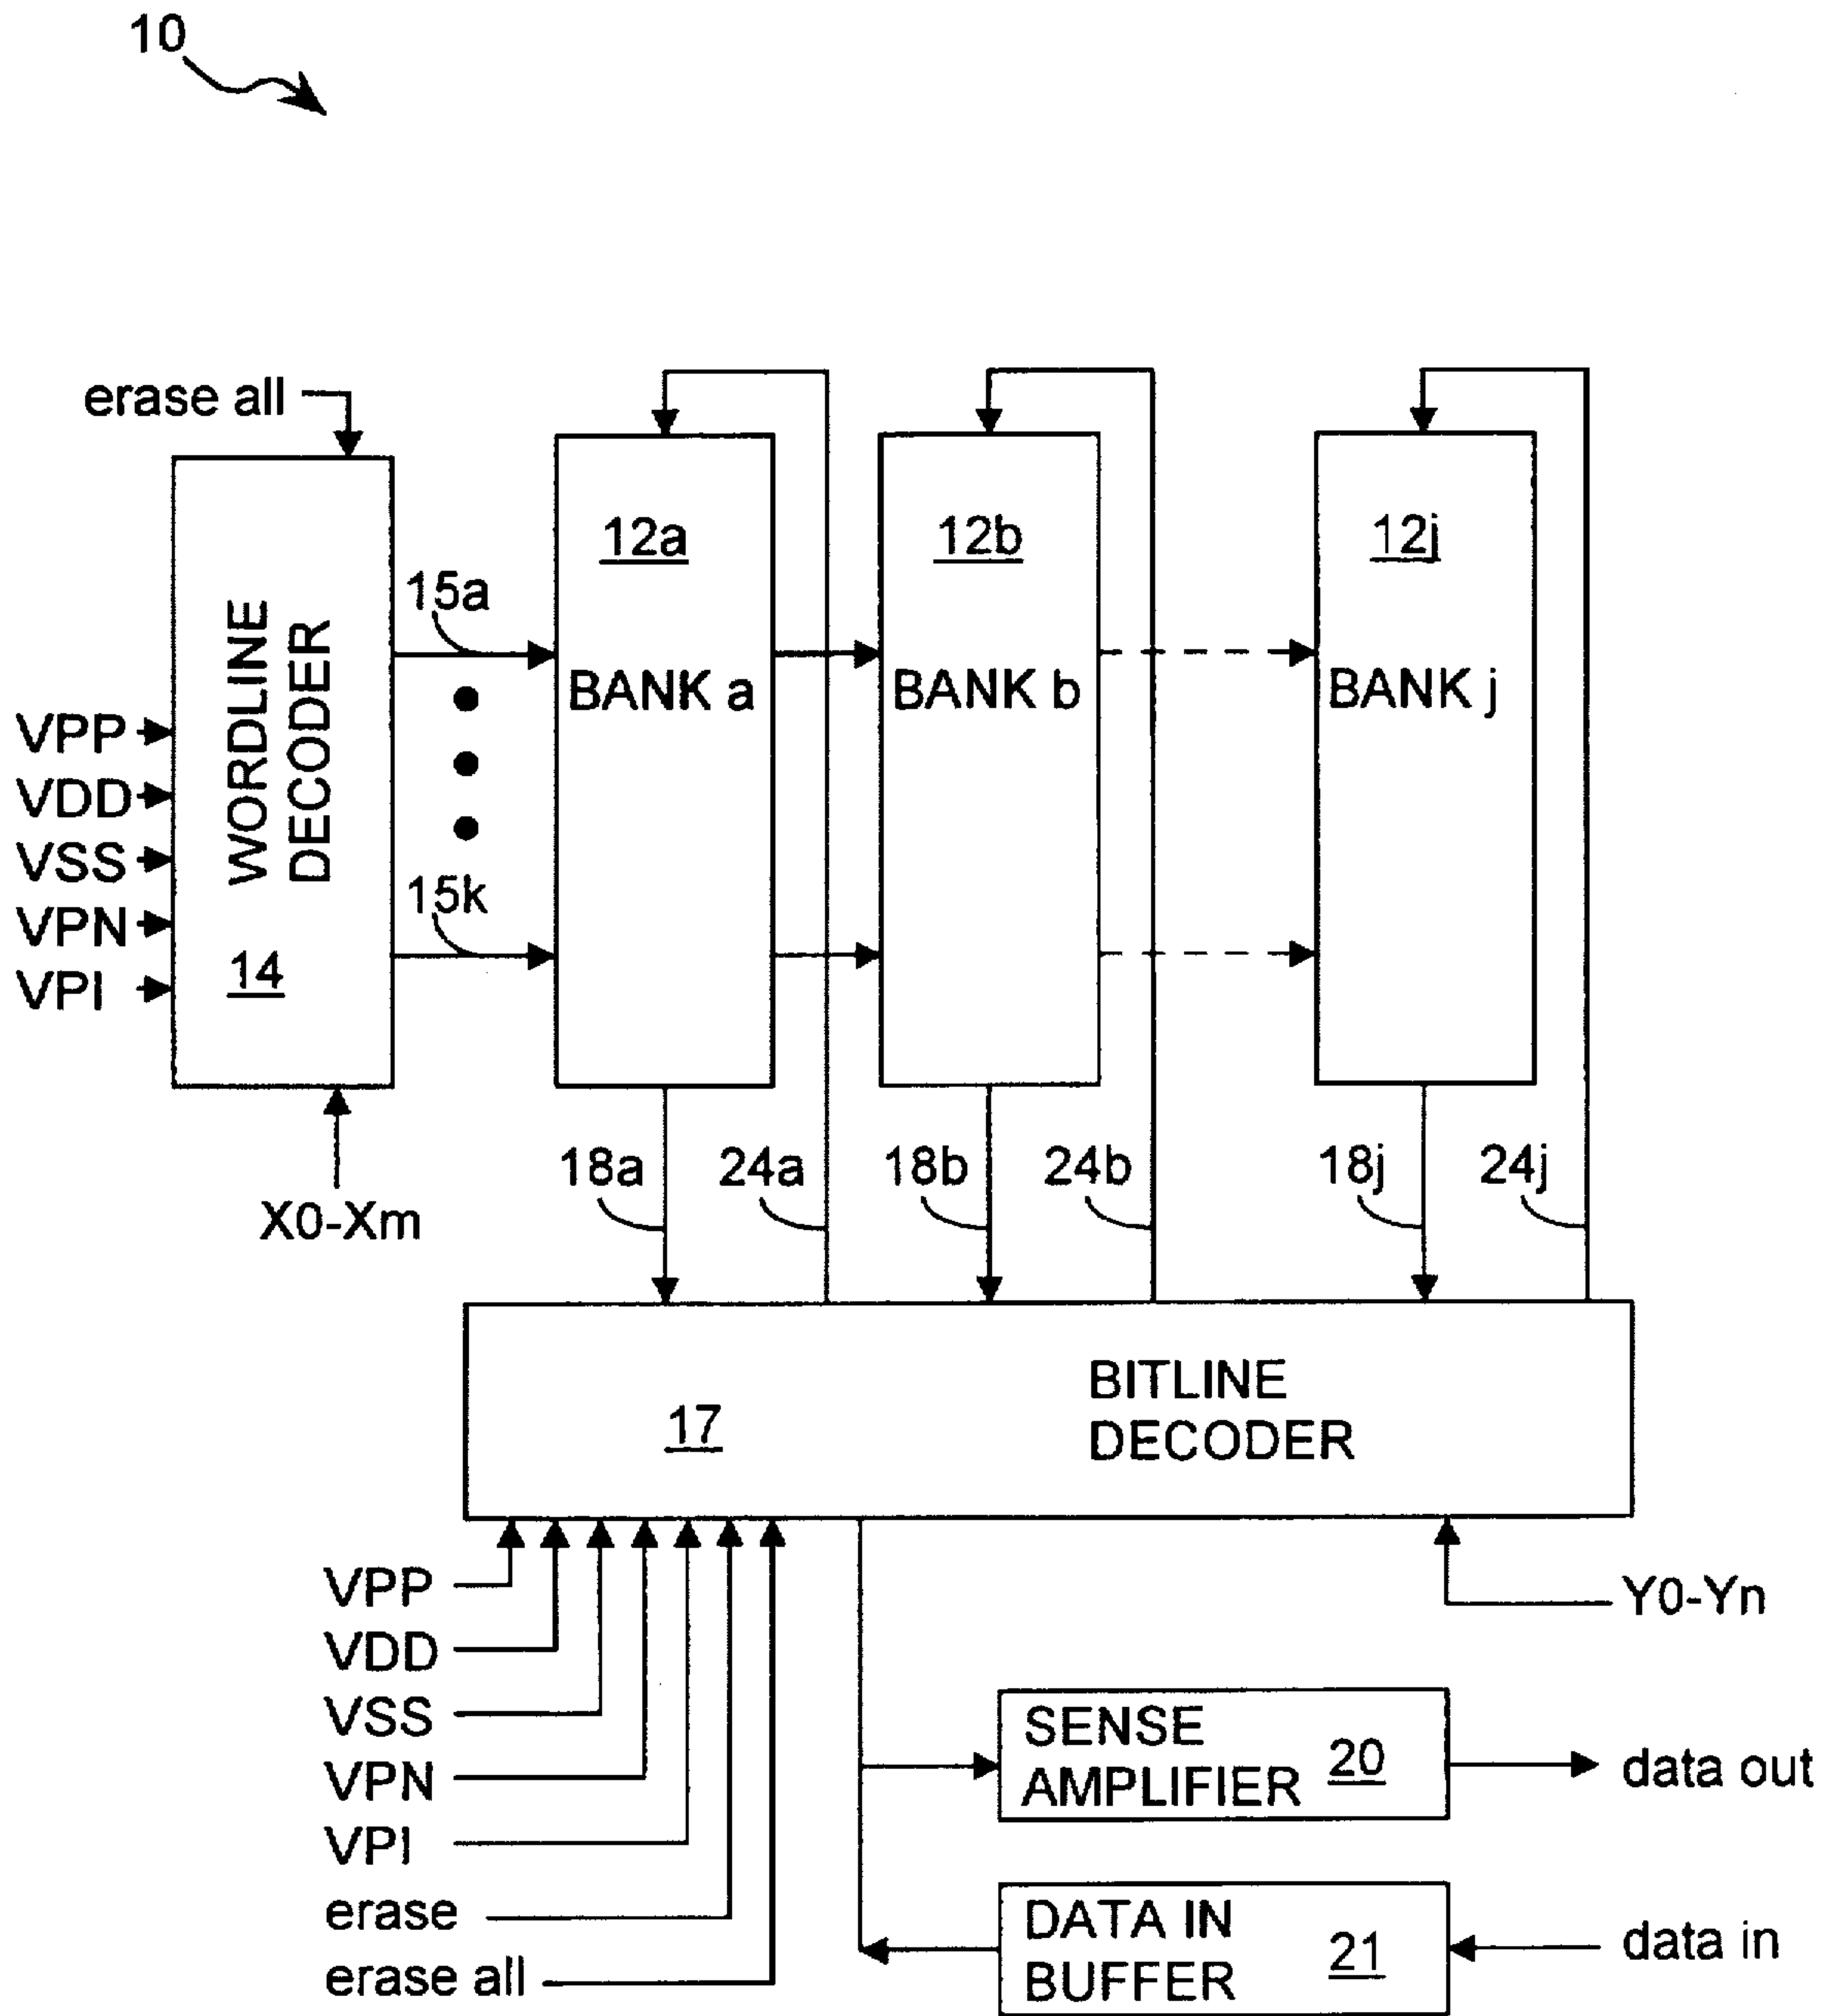 10
erase all
12a
12b
12j
15a
WORDLINE
DECODER
BANK a
BANK b
BANK j
VPP
VDD
VSS
VPN
VPI
15k
14
18a
24a
18b
24b
18j
24j
X0-Xm
BITLINE
DECODER
17
VPP
VDD
VSS
VPN
VPI
erase
erase all
Y0-Yn
SENSE
AMPLIFIER
20
data out
DATA IN
BUFFER
21
data in